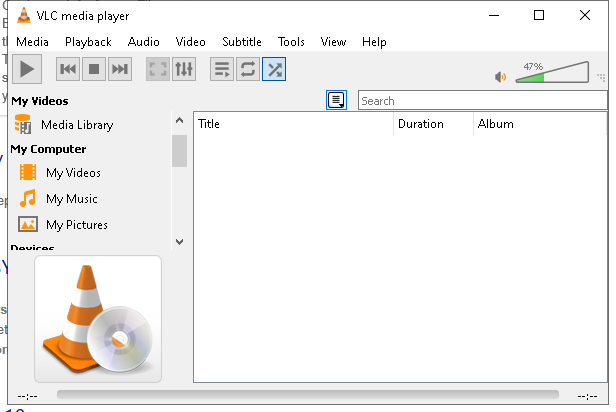 VLC media player
Media Playback Audio Video Subtitle Tools View Help
47%
My Videos
Search
Media Library
Title Duration Album
My Computer
My Videos
My Music
My Pictures
Devices
--:-- --:--